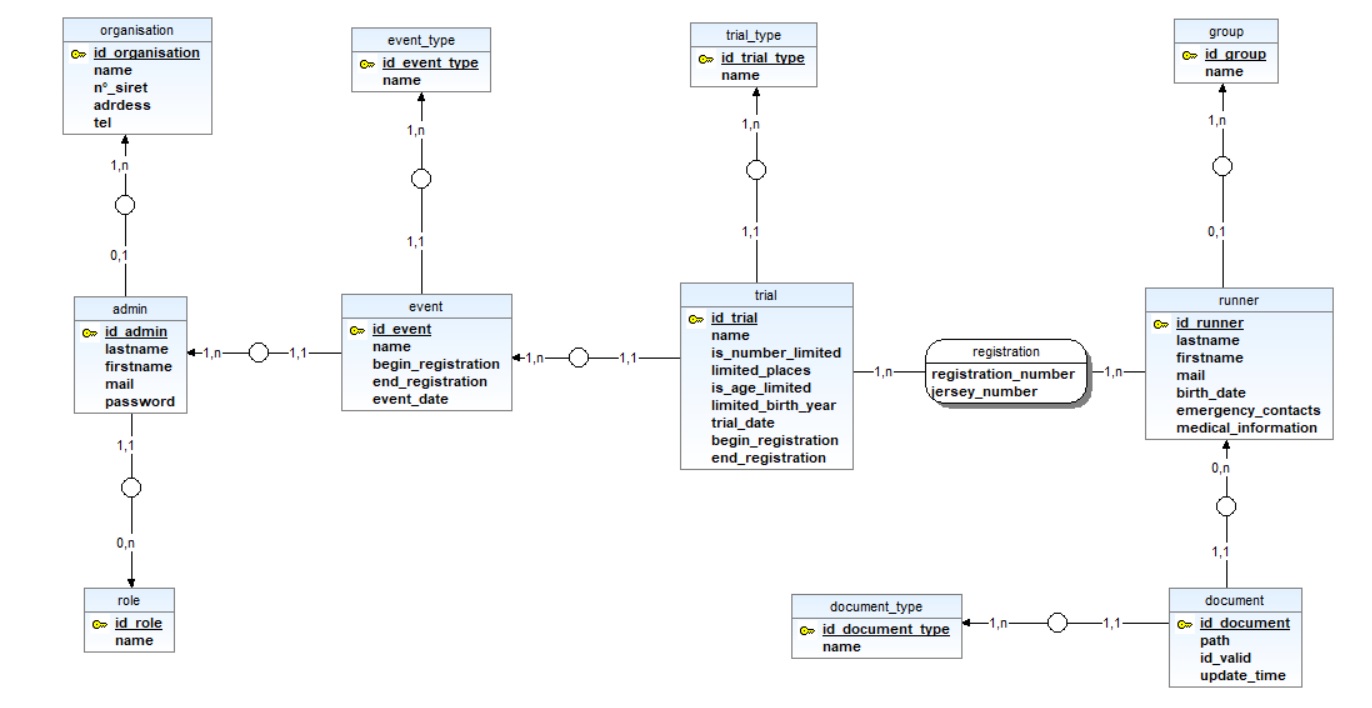 organisation
id_organisation
name
n°_siret
adrdess
tel
event_type
id_event_type
name
trial_type
id_trial_type
name
group
id_group
name
1,n
0,1
1,n
1,1
1,n
1,1
1,n
0,1
admin
id_admin
lastname
firstname
mail
password
1,n
1,1
event
id_event
name
begin_registration
end_registration
event_date
1,n
1,1
trial
id_trial
name
is_number_limited
limited_places
is_age_limited
limited_birth_year
trial_date
begin_registration
end_registration
1,n
registration
registration_number
jersey_number
1,n
runner
id_runner
lastname
firstname
mail
birth_date
emergency_contacts
medical_information
1,1
0,n
role
id_role
name
0,n
1,1
document_type
id_document_type
name
1,n
1,1
document
id_document
path
id_valid
update_time